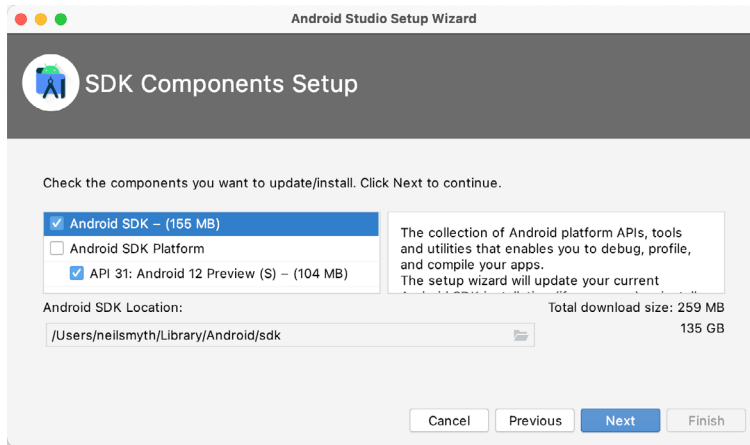 Android Studio Setup Wizard
SDK Components Setup
Check the components you want to update/install. Click Next to continue.
Android SDK – (155 MB)
Android SDK Platform
API 31: Android 12 Preview (S) – (104 MB)
The collection of Android platform APIs, tools
and utilities that enables you to debug, profile,
and compile your apps.
The setup wizard will update your current
Android SDK Location:
/Users/neilsmyth/Library/Android/sdk
Total download size: 259 MB
135 GB
Cancel
Previous
Next
Finish